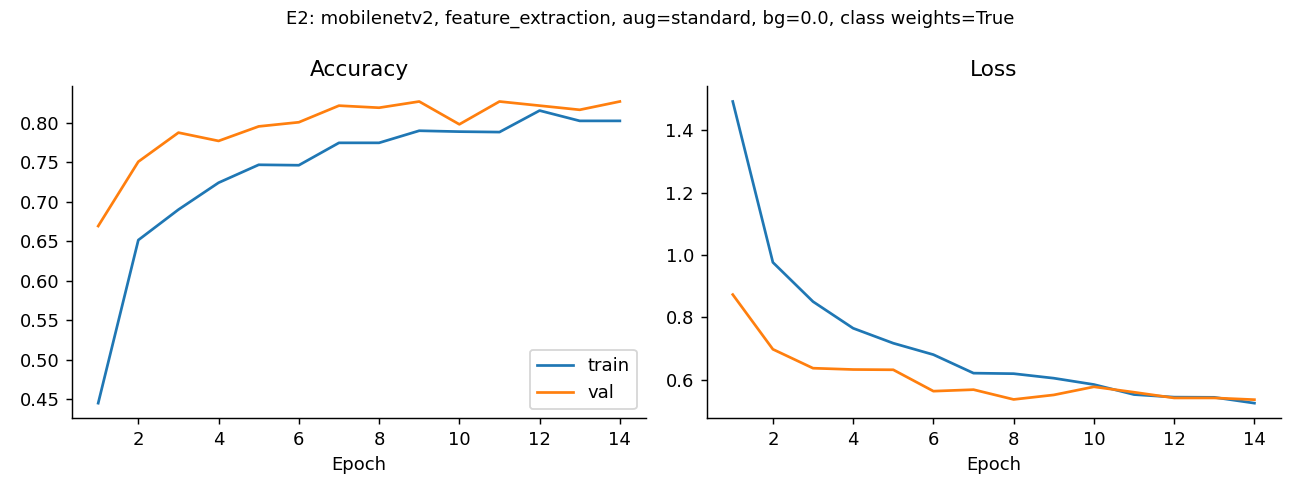 E2: mobilenetv2, feature_extraction, aug=standard, bg=0.0, class weights=True
Accuracy
0.80
0.75
0.70
0.65
0.60
0.55
0.50
0.45
train
val
2 4 6 8 10 12 14
Epoch
Loss
1.4
1.2
1.0
0.8
0.6
2 4 6 8 10 12 14
Epoch